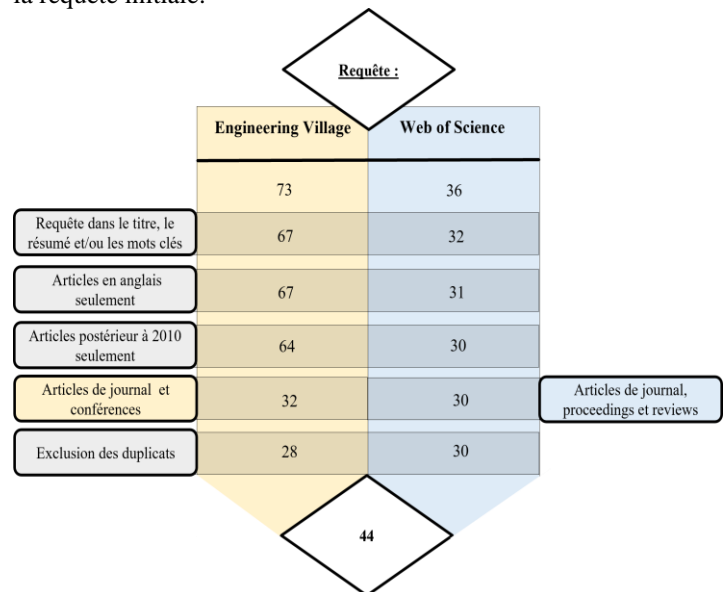 la requête initiale.
Requête :
Engineering Village Web of Science
73 36
Requête dans le titre, le
résumé et/ou les mots clés
67 32
Articles en anglais
seulement
67 31
Articles postérieur à 2010
seulement
64 30
Articles de journal et
conférences
32 30
Articles de journal,
proceedings et reviews
Exclusion des duplicats
28 30
44